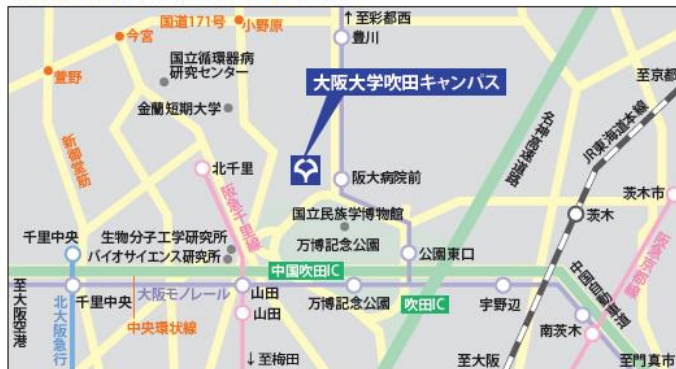 国道171号
小野原
今宮
萱野
↑至彩都西
豊川
国立循環器病
研究センター
大阪大学吹田キャンパス
至京都
金蘭短期大学
名神高速道路
JR東海道本線
新御堂筋
北千里
阪大病院前
茨木市
阪急千里線
国立民族学博物館
茨木
千里中央
生物分子工学研究所
万博記念公園
公園東口
阪急京都線
バイオサイエンス研究所
中国吹田IC
中国自動車道
至大阪空港
北大阪急行
千里中央
大阪モノレール
山田
万博記念公園
吹田IC
宇野辺
中央環状線
山田
南茨木
↓至梅田
至大阪
至門真市